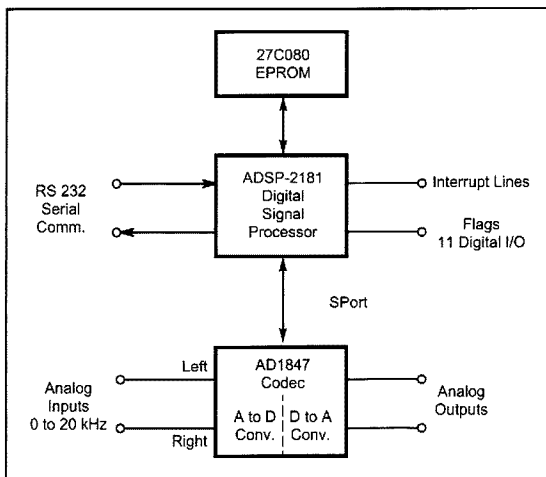 27C080
EPROM
RS 232
Serial
Comm.
ADSP-2181
Digital
Signal
Processor
Interrupt Lines
Flags
11 Digital I/O
SPort
Analog
Inputs
0 to 20 kHz
Left
Right
AD1847
Codec
A to D
Conv.
D to A
Conv.
Analog
Outputs